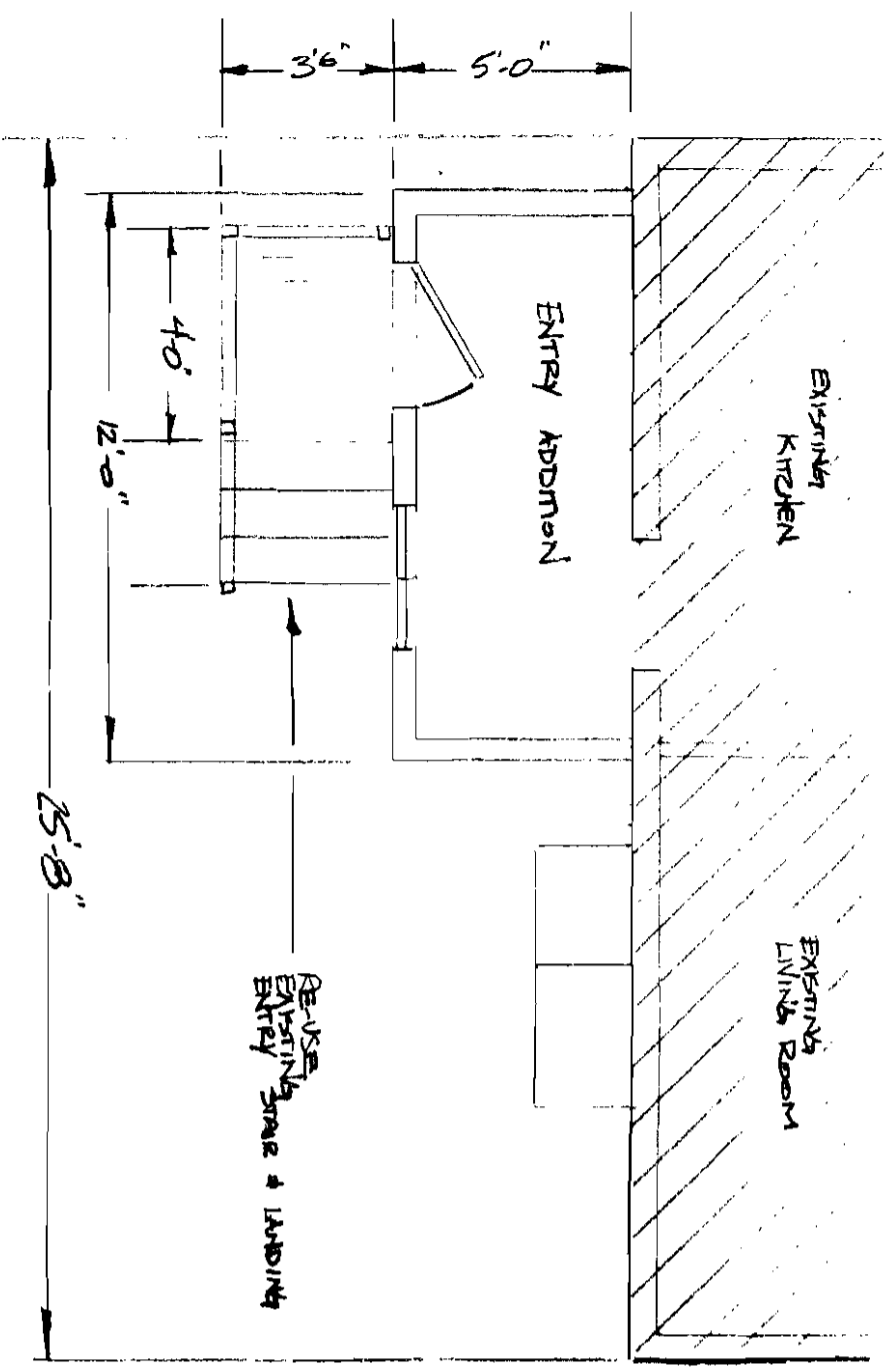 3'6"
5'-0"
4'-0"
12'-0"
25'-8"
ENTRY ADDITION
EXISTING
KITCHEN
EXISTING
LIVING ROOM
RE-USE
EXISTING
ENTRY STAIR & LANDING